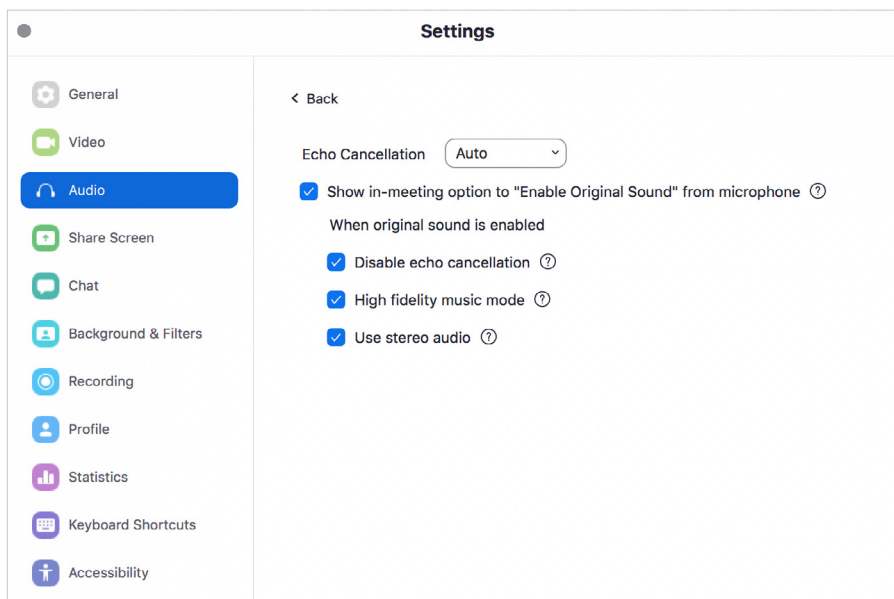 Settings
General
Video
Audio
Share Screen
Chat
Background & Filters
Recording
Profile
Statistics
Keyboard Shortcuts
Accessibility
< Back
Echo Cancellation Auto
Show in-meeting option to "Enable Original Sound" from microphone ?
When original sound is enabled
Disable echo cancellation ?
High fidelity music mode ?
Use stereo audio ?